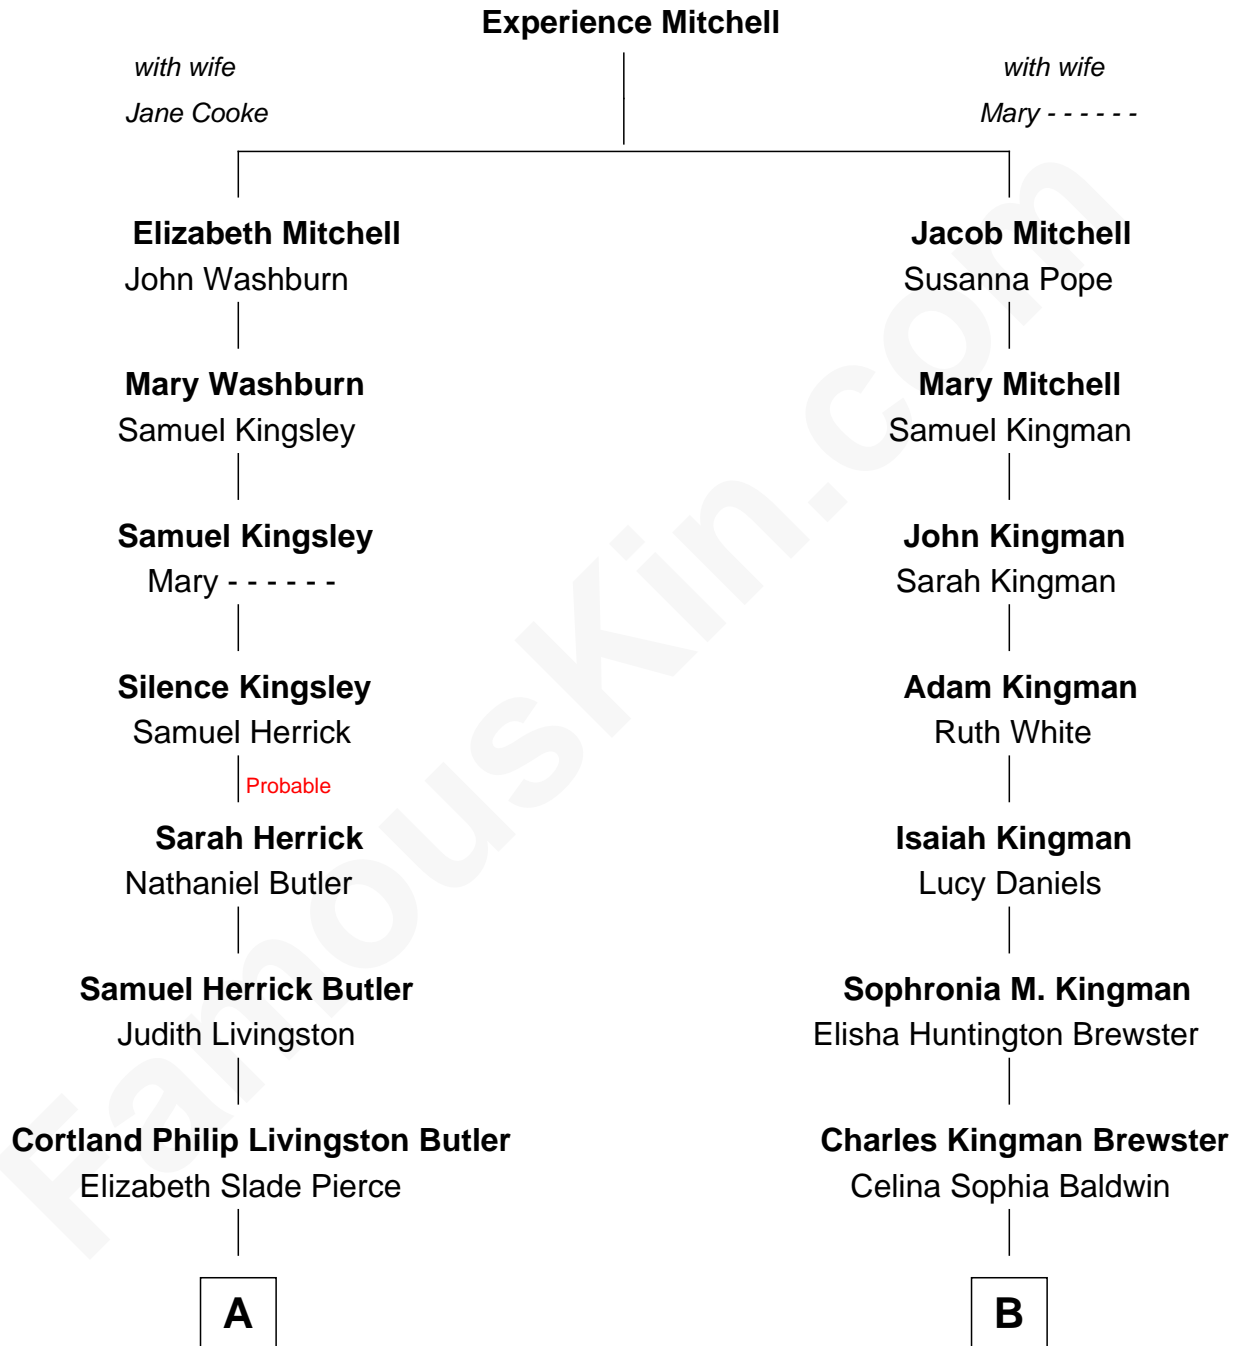 Experience Mitchell
with wife
Jane Cooke
with wife
Mary - - - - - -
Elizabeth Mitchell
John Washburn
Jacob Mitchell
Susanna Pope
Mary Washburn
Samuel Kingsley
Mary Mitchell
Samuel Kingman
Samuel Kingsley
Mary - - - - - -
John Kingman
Sarah Kingman
Silence Kingsley
Samuel Herrick
Adam Kingman
Ruth White
Probable
Sarah Herrick
Nathaniel Butler
Isaiah Kingman
Lucy Daniels
Samuel Herrick Butler
Judith Livingston
Sophronia M. Kingman
Elisha Huntington Brewster
Cortland Philip Livingston Butler
Elizabeth Slade Pierce
Charles Kingman Brewster
Celina Sophia Baldwin
A
B
FamousKin.com